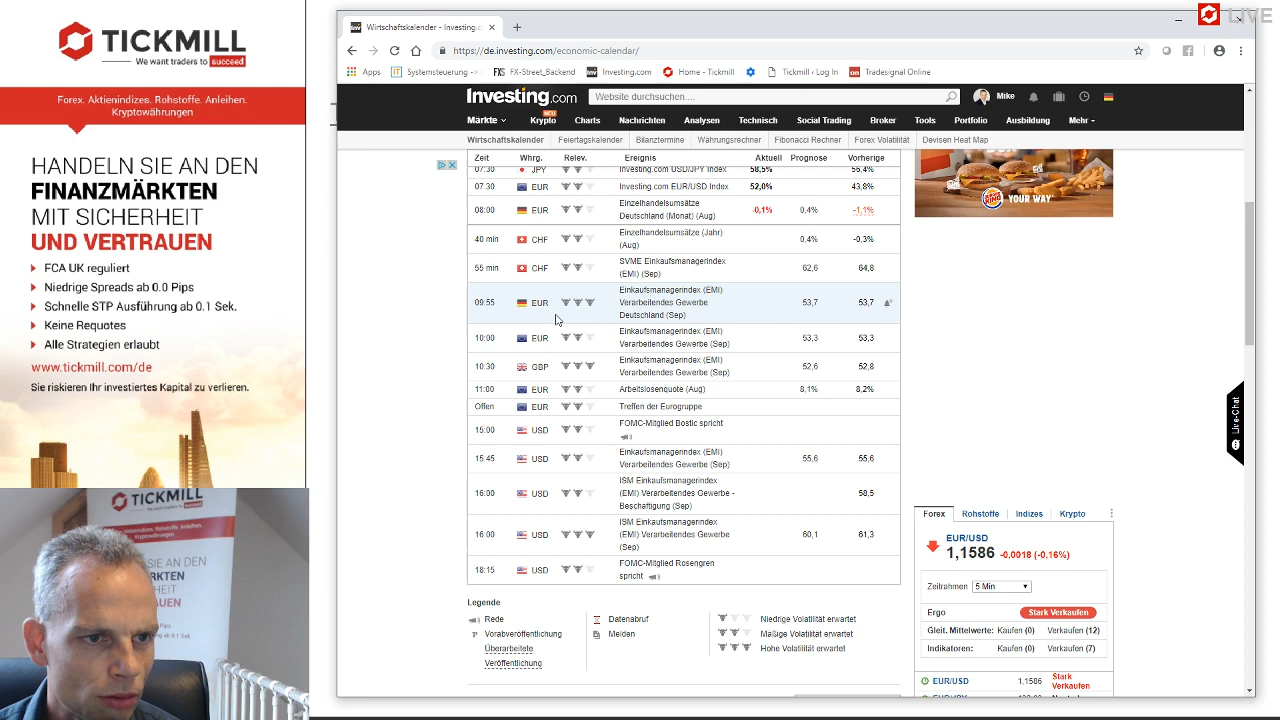 TICKMILL
We want traders to succeed
Forex. Aktienindizes. Rohstoffe. Anleihen.
Kryptowährungen
HANDELN SIE AN DEN
FINANZMÄRKTEN
MIT SICHERHEIT
UND VERTRAUEN
FCA UK reguliert
Niedrige Spreads ab 0.0 Pips
Schnelle STP Ausführung ab 0.1 Sek.
Keine Requotes
Alle Strategien erlaubt
www.tickmill.com/de
Sie riskieren Ihr investiertes Kapital zu verlieren.
TICKMILL
LIVE
Wirtschaftskalender - Investing.c
https://de.investing.com/economic-calendar/
Apps Systemsteuerung -> FX-Street_Backend Investing.com Home - Tickmill Tickmill ‹ Log In Tradesignal Online
Investing.com Website durchsuchen.... Mike
Märkte Krypto NEU Charts Nachrichten Analysen Technisch Social Trading Broker Tools Portfolio Ausbildung Mehr
Wirtschaftskalender Feiertagskalender Bilanztermine Währungsrechner Fibonacci Rechner Forex Volatilität Devisen Heat Map
Zeit Whrg. Relev. Ereignis Aktuell Prognose Vorherige
07:30 JPY Investing.com USD/JPY Index 58,5% 56,4%
07:30 EUR Investing.com EUR/USD Index 52,0% 43,8%
08:00 EUR Einzelhandelsumsätze
Deutschland (Monat) (Aug) -0,1% 0,4% -1,1%
40 min CHF Einzelhandelsumsätze (Jahr)
(Aug) 0,4% -0,3%
55 min CHF SVME Einkaufsmanagerindex
(EMI) (Sep) 62,6 64,8
09:55 EUR Einkaufsmanagerindex (EMI)
Verarbeitendes Gewerbe
Deutschland (Sep) 53,7 53,7
10:00 EUR Einkaufsmanagerindex (EMI)
Verarbeitendes Gewerbe (Sep) 53,3 53,3
10:30 GBP Einkaufsmanagerindex (EMI)
Verarbeitendes Gewerbe (Sep) 52,6 52,8
11:00 EUR Arbeitslosenquote (Aug) 8,1% 8,2%
Offen EUR Treffen der Eurogruppe
15:00 USD FOMC-Mitglied Bostic spricht
15:45 USD Einkaufsmanagerindex (EMI)
Verarbeitendes Gewerbe (Sep) 55,6 55,6
16:00 USD ISM Einkaufsmanagerindex
(EMI) Verarbeitendes Gewerbe -
Beschäftigung (Sep) 58,5
16:00 USD ISM Einkaufsmanagerindex
(EMI) Verarbeitendes Gewerbe
(Sep) 60,1 61,3
18:15 USD FOMC-Mitglied Rosengren
spricht
Legende
Rede Datenabruf Niedrige Volatilität erwartet
Vorabveröffentlichung Melden Mäßige Volatilität erwartet
Überarbeitete Hohe Volatilität erwartet
Veröffentlichung
YOUR WAY
Live-Chat
Forex Rohstoffe Indizes Krypto
EUR/USD
1,1586 -0,0018 (-0,16%)
Zeitrahmen 5 Min
Ergo Stark Verkaufen
Gleit. Mittelwerte: Kaufen (0) Verkaufen (12)
Indikatoren: Kaufen (0) Verkaufen (7)
EUR/USD 1,1586 Stark
Verkaufen